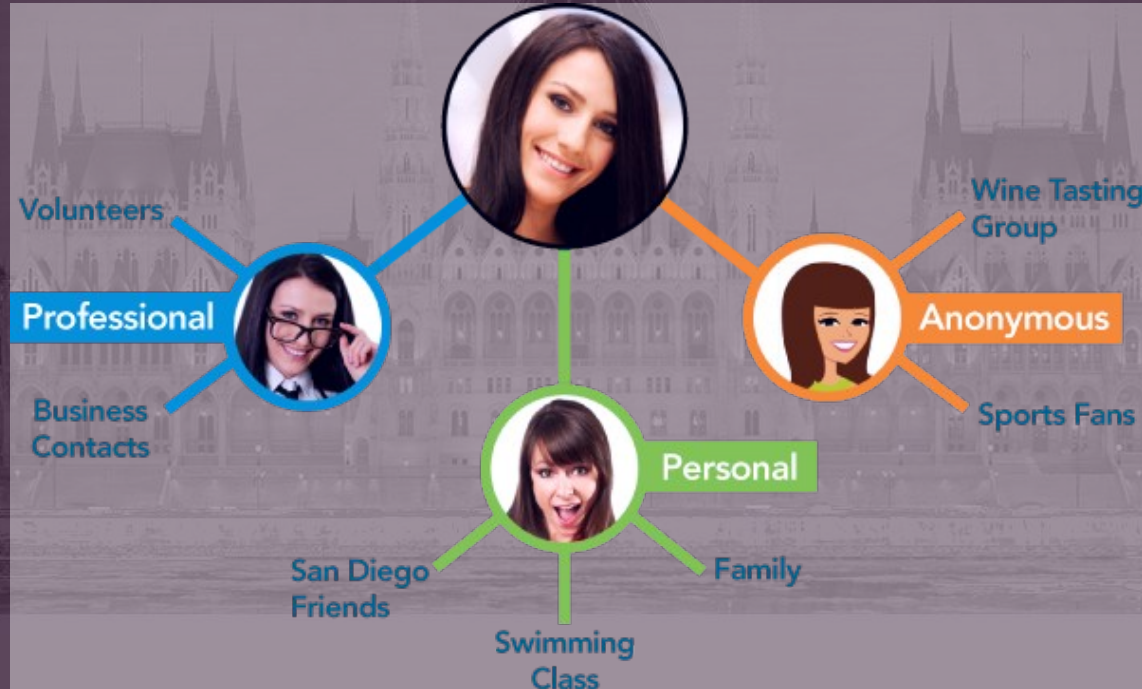 Volunteers
Professional
Business
Contacts
San Diego
Friends
Swimming
Class
Family
Personal
Wine Tasting
Group
Anonymous
Sports Fans